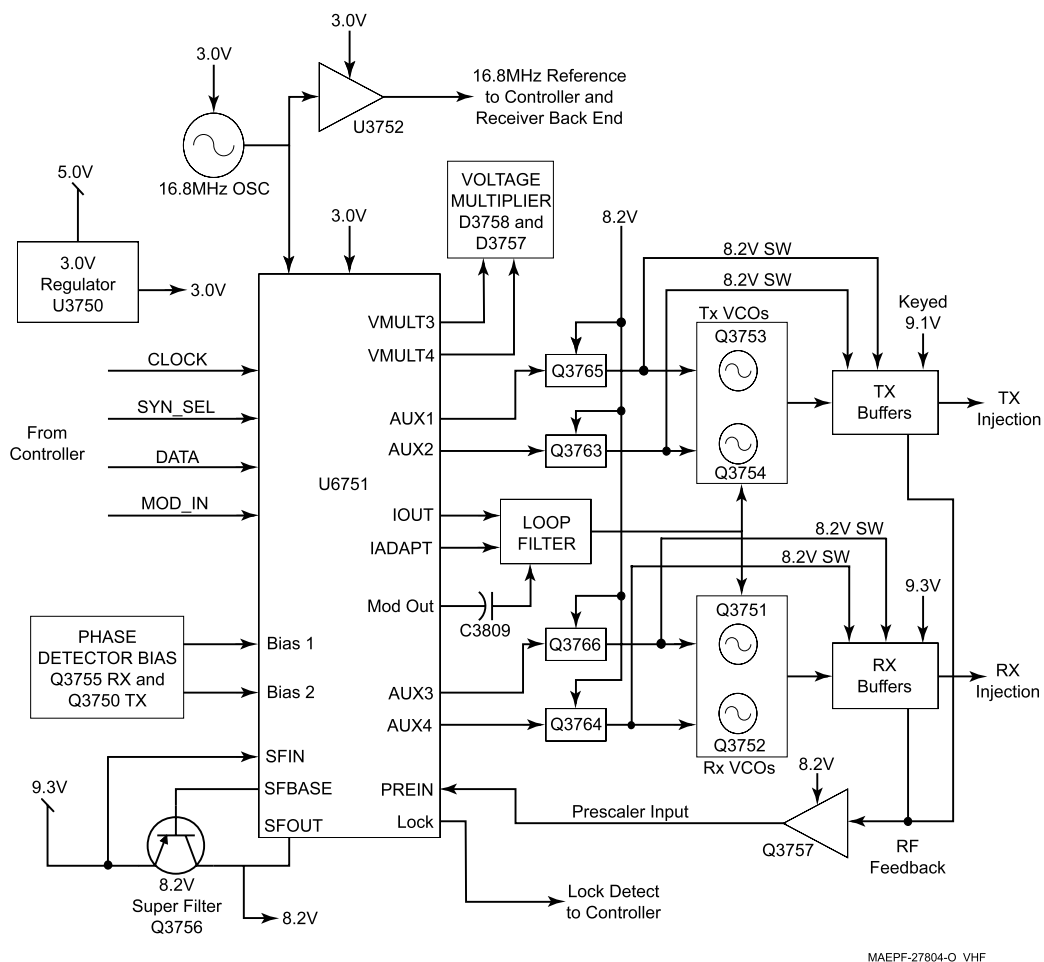 3.0V
3.0V
16.8MHz Reference
to Controller and
Receiver Back End
U3752
16.8MHz OSC
5.0V
3.0V
Regulator
U3750
3.0V
3.0V
VOLTAGE
MULTIPLIER
D3758 and
D3757
8.2V
8.2V SW
8.2V SW
Keyed
9.1V
Tx VCOs
Q3753
Q3754
TX
Buffers
TX
Injection
VMULT3
VMULT4
Q3765
AUX1
Q3763
AUX2
From
Controller
CLOCK
SYN_SEL
DATA
MOD_IN
U6751
IOUT
IADAPT
LOOP
FILTER
Mod Out
C3809
8.2V SW
8.2V SW
9.3V
Q3751
Q3752
Rx VCOs
RX
Buffers
RX
Injection
PHASE
DETECTOR BIAS
Q3755 RX and
Q3750 TX
Bias 1
Bias 2
Q3766
AUX3
Q3764
AUX4
SFIN
SFBASE
SFOUT
PREIN
Lock
Prescaler Input
8.2V
Q3757
RF
Feedback
9.3V
8.2V
Super Filter
Q3756
8.2V
Lock Detect
to Controller
MAEPF-27804-O VHF